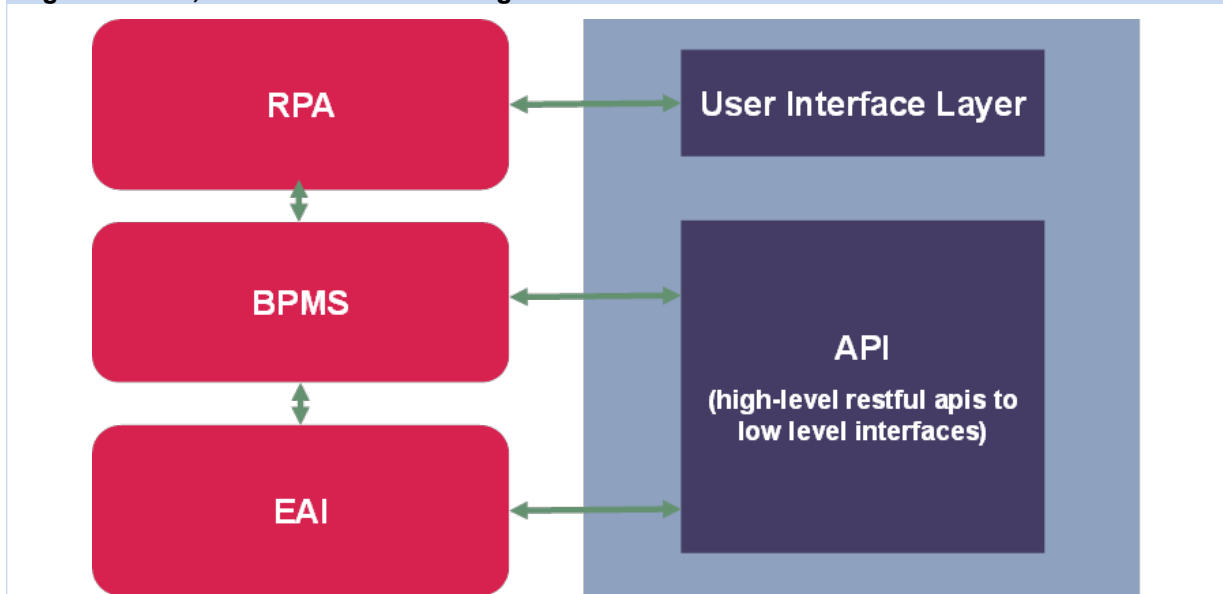 RPA
User Interface Layer
BPMS
API
(high-level restful apis to
low level interfaces)
EAI